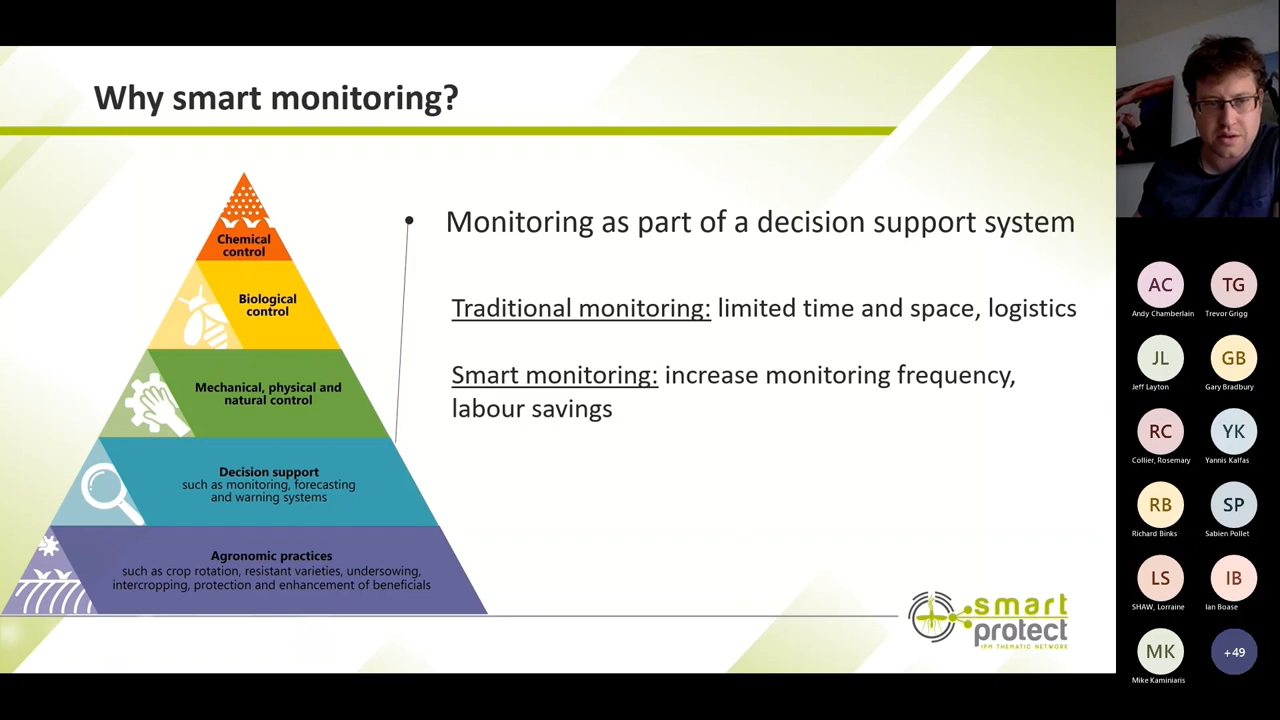 Why smart monitoring?
Chemical
control
Biological
control
Mechanical, physical and
natural control
Decision support
such as monitoring, forecasting
and warning systems
Agronomic practices
such as crop rotation, resistant varieties, undersowing,
intercropping, protection and enhancement of beneficials
• Monitoring as part of a decision support system
Traditional monitoring: limited time and space, logistics
Smart monitoring: increase monitoring frequency,
labour savings
smart
protect
IPM THEMATIC NETWORK
AC
Andy Chamberlain
TG
Trevor Grigg
JL
Jeff Layton
GB
Gary Bradbury
RC
Collier, Rosemary
YK
Yannis Kalfas
RB
Richard Binks
SP
Sabien Pollet
LS
SHAW, Lorraine
IB
Ian Boase
MK
Mike Kaminiaris
+49